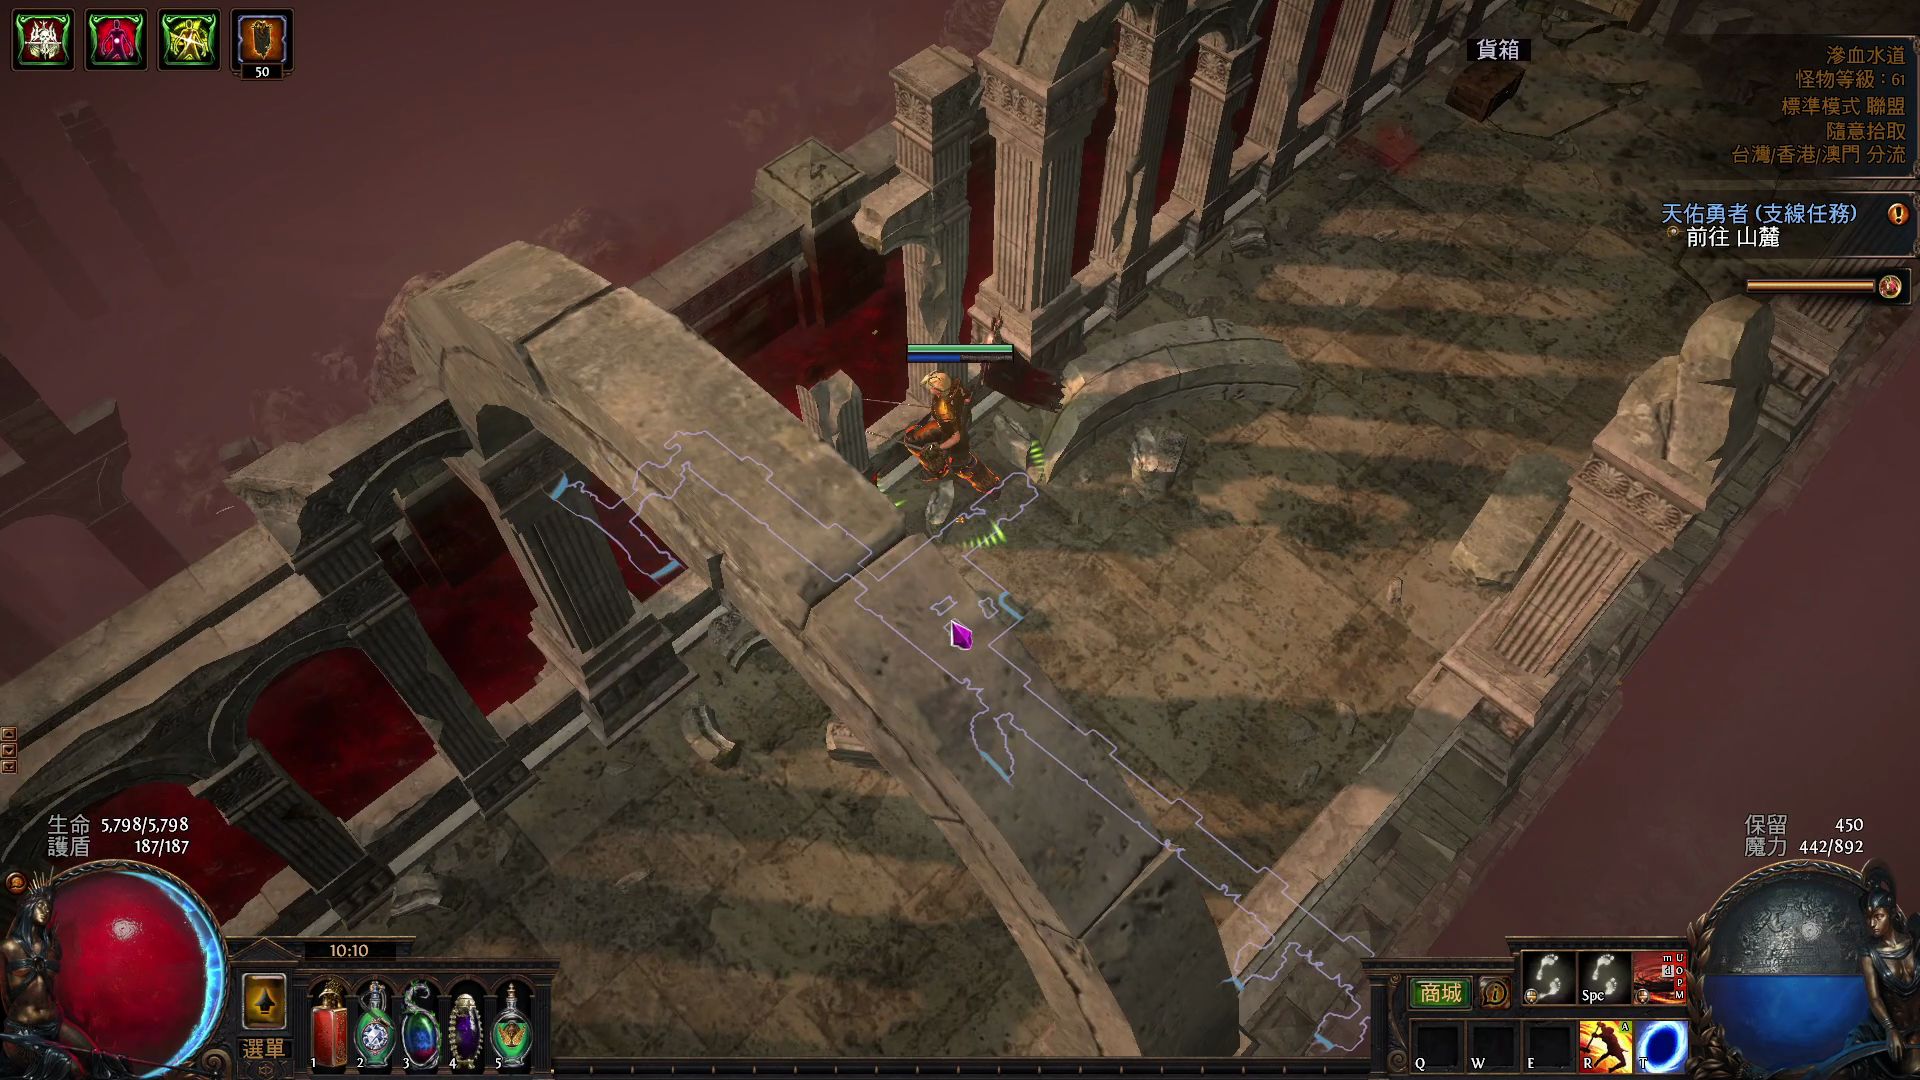 50
貨箱
滲血水道
怪物等級：61
標準模式 聯盟
隨意拾取
台灣/香港/澳門 分流
天佑勇者 (支線任務)
前往 山麓
生命 5,798/5,798
護盾 187/187
保留 450
魔力 442/892
10:10
選單
1 2 3 4 5
商城
Spc
Q W E R T
A